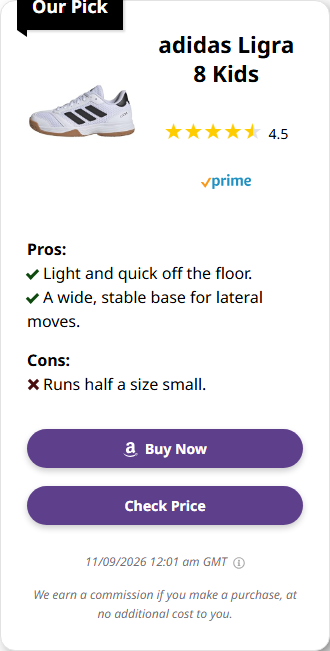 Our Pick
adidas Ligra
8 Kids
4.5
prime
Pros:
Light and quick off the floor.
A wide, stable base for lateral
moves.
Cons:
Runs half a size small.
Buy Now
Check Price
11/09/2026 12:01 am GMT
We earn a commission if you make a purchase, at
no additional cost to you.